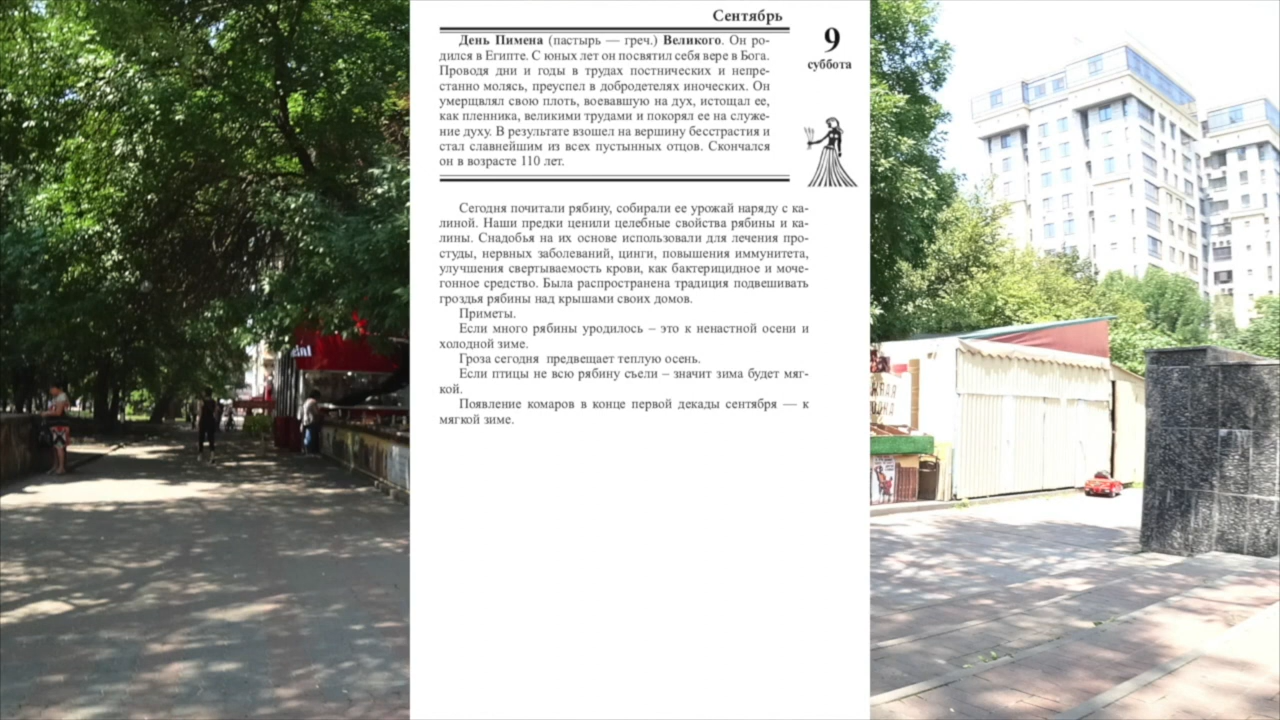 Сентябрь
9
суббота
День Пимена (пастырь — греч.) Великого. Он ро-
дился в Египте. С юных лет он посвятил себя вере в Бога.
Проводя дни и годы в трудах постнических и непре-
станно молясь, преуспел в добродетелях иноческих. Он
умерщвлял свою плоть, воевавшую на дух, истощал ее,
как пленника, великими трудами и покорял ее на служе-
ние духу. В результате взошел на вершину бесстрастия и
стал славнейшим из всех пустынных отцов. Скончался
он в возрасте 110 лет.
Сегодня почитали рябину, собирали ее урожай наряду с ка-
линой. Наши предки ценили целебные свойства рябины и ка-
лины. Снадобья на их основе использовали для лечения про-
студы, нервных заболеваний, цинги, повышения иммунитета,
улучшения свертываемость крови, как бактерицидное и моче-
гонное средство. Была распространена традиция подвешивать
гроздья рябины над крышами своих домов.
Приметы.
Если много рябины уродилось – это к ненастной осени и
холодной зиме.
Гроза сегодня предвещает теплую осень.
Если птицы не всю рябину съели – значит зима будет мяг-
кой.
Появление комаров в конце первой декады сентября — к
мягкой зиме.